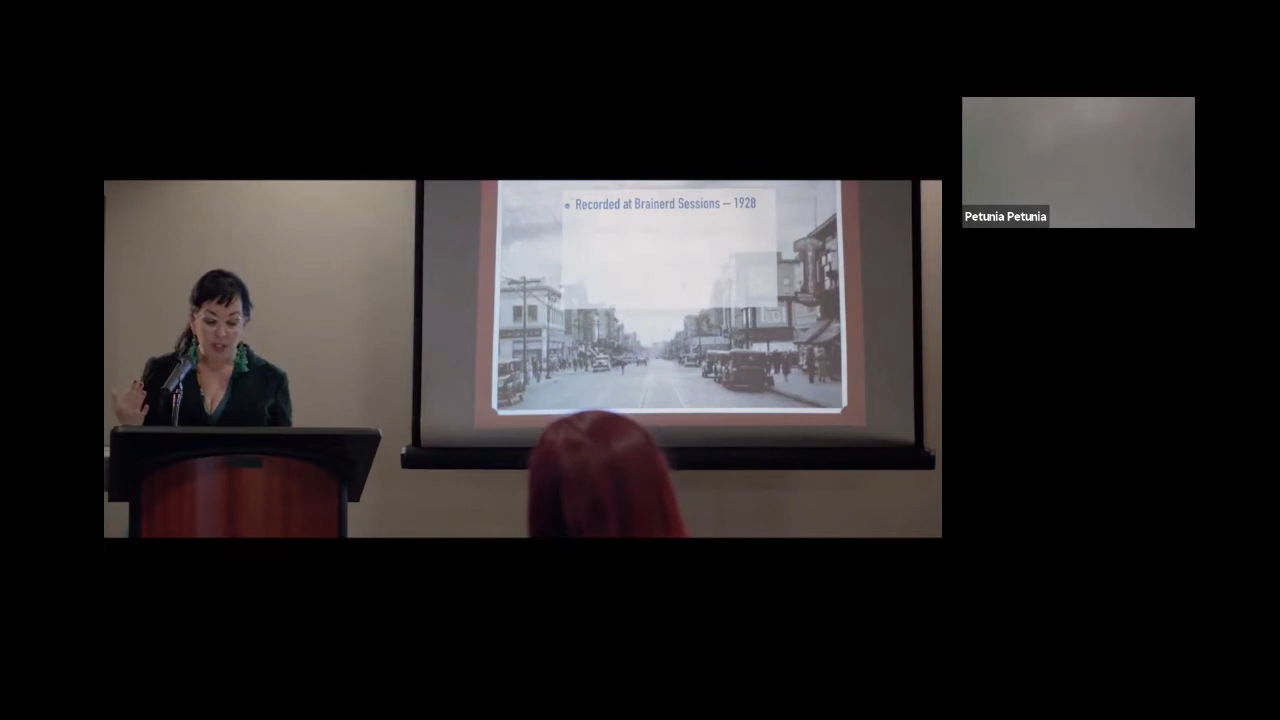 • Recorded at Brainerd Sessions – 1928
Petunia Petunia